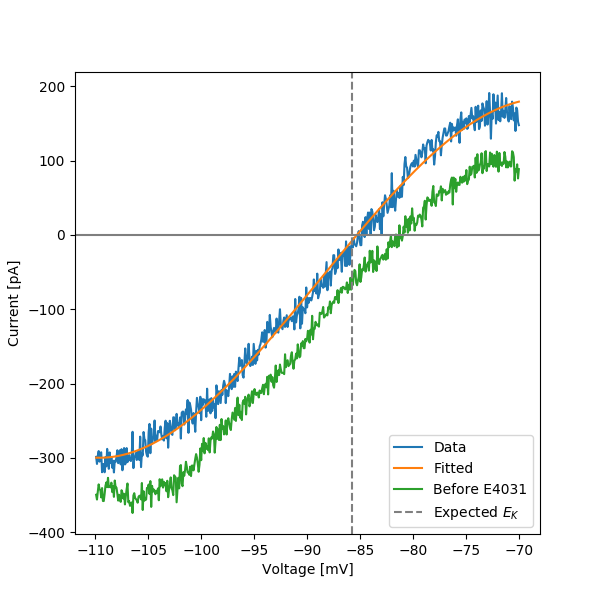 200
100
0
−100
−200
−300
−400
Current [pA]
−110 −105 −100 −95 −90 −85 −80 −75 −70
Voltage [mV]
Data
Fitted
Before E4031
Expected E_K